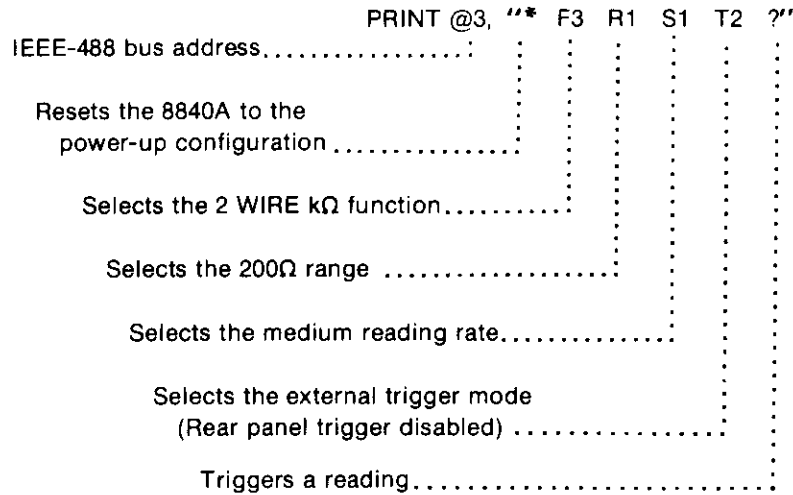 PRINT @3, "* F3 R1 S1 T2 ?"
IEEE-488 bus address
Resets the 8840A to the
power-up configuration
Selects the 2 WIRE kΩ function
Selects the 200Ω range
Selects the medium reading rate
Selects the external trigger mode
(Rear panel trigger disabled)
Triggers a reading